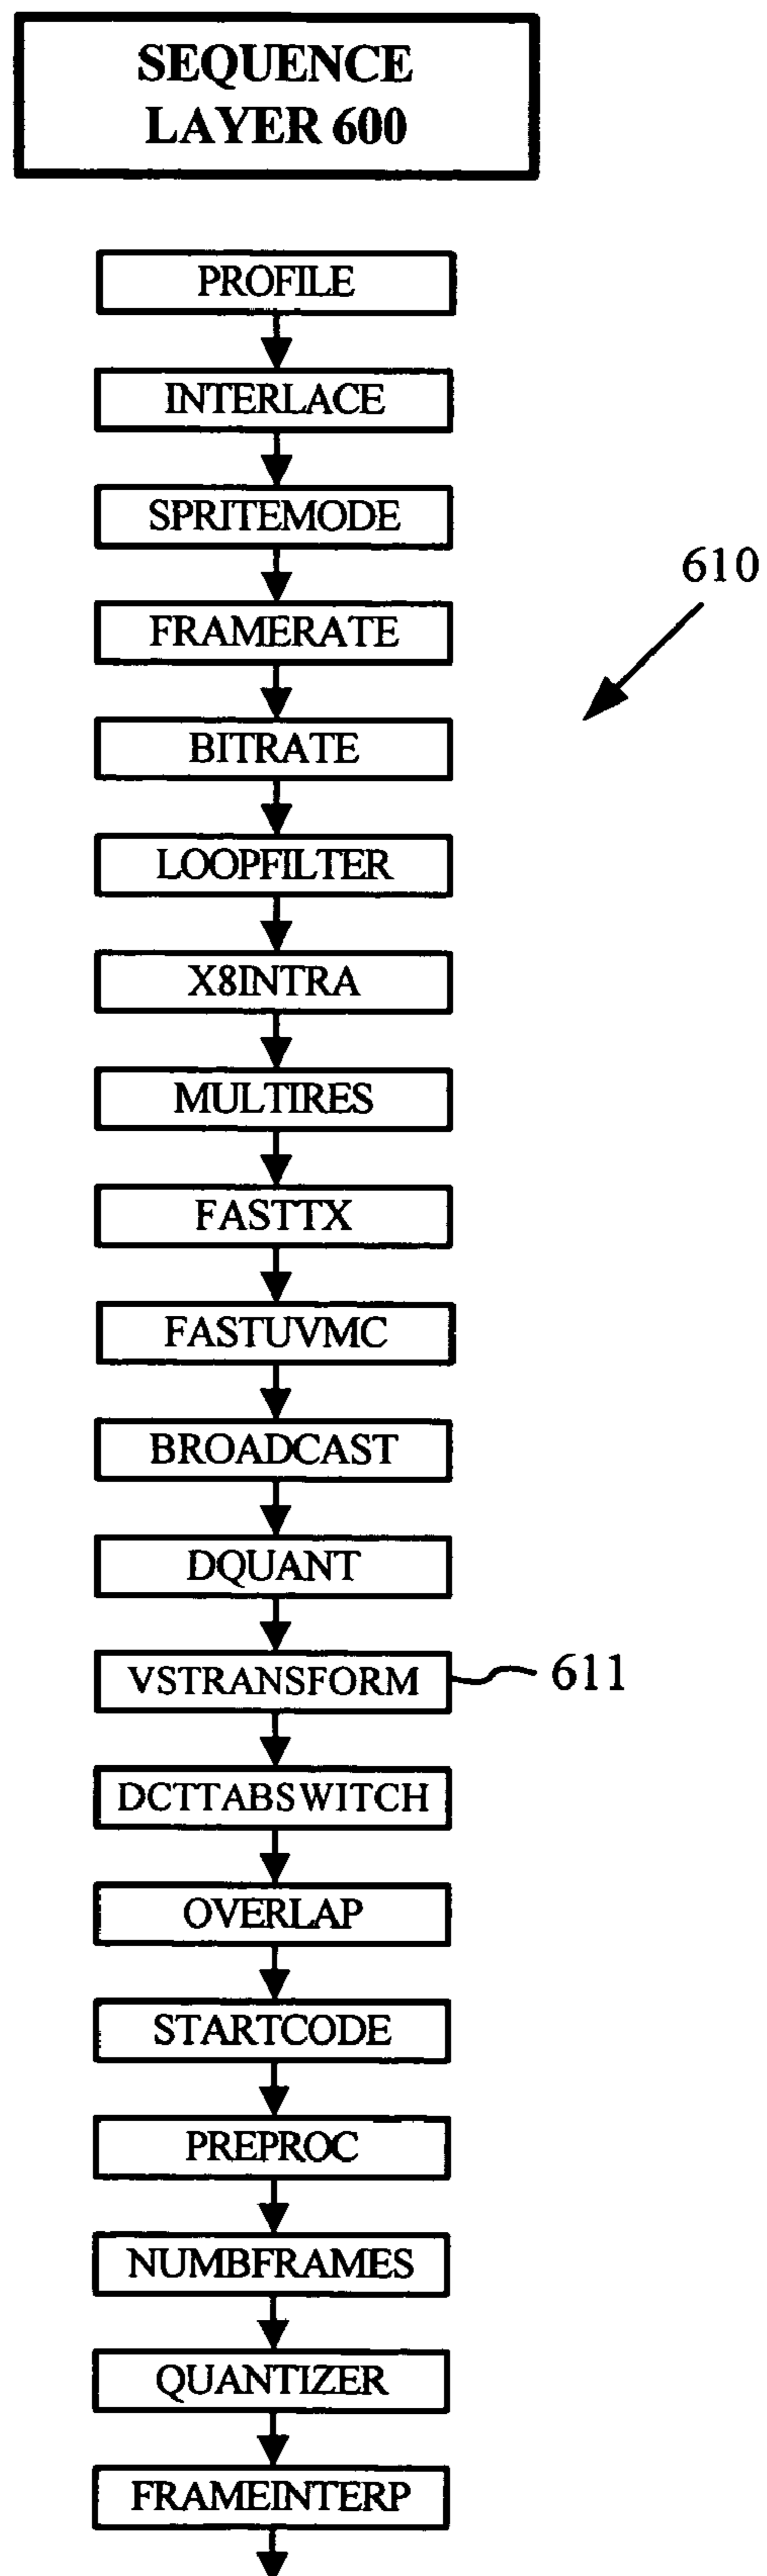 SEQUENCE
LAYER 600
PROFILE
INTERLACE
SPRITEMODE
610
FRAMERATE
BITRATE
LOOPFILTER
X8INTRA
MULTIRES
FASTTX
FASTUVMC
BROADCAST
DQUANT
VSTRANSFORM
611
DCTTABSWITCH
OVERLAP
STARTCODE
PREPROC
NUMBFRAMES
QUANTIZER
FRAMEINTERP